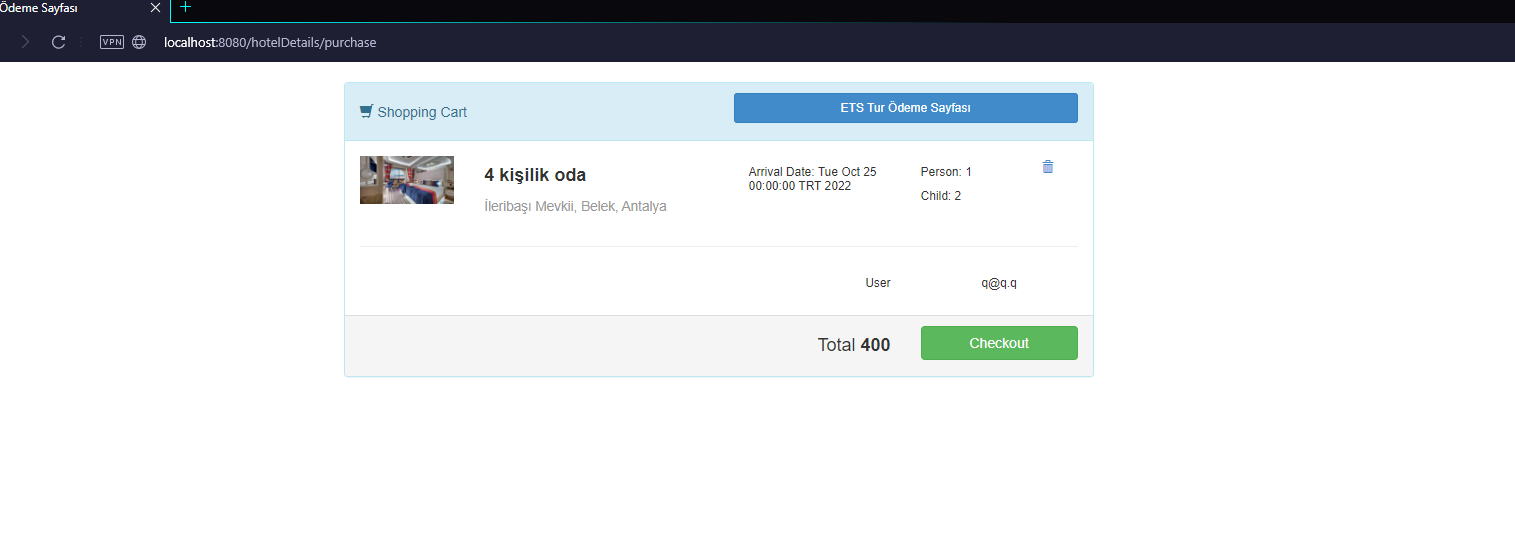 Ödeme Sayfası
VPN
localhost:8080/hotelDetails/purchase
Shopping Cart
ETS Tur Ödeme Sayfası
4 kişilik oda
İleribaşı Mevkii, Belek, Antalya
Arrival Date: Tue Oct 25
00:00:00 TRT 2022
Person: 1
Child: 2
User
q@q.q
Total 400
Checkout